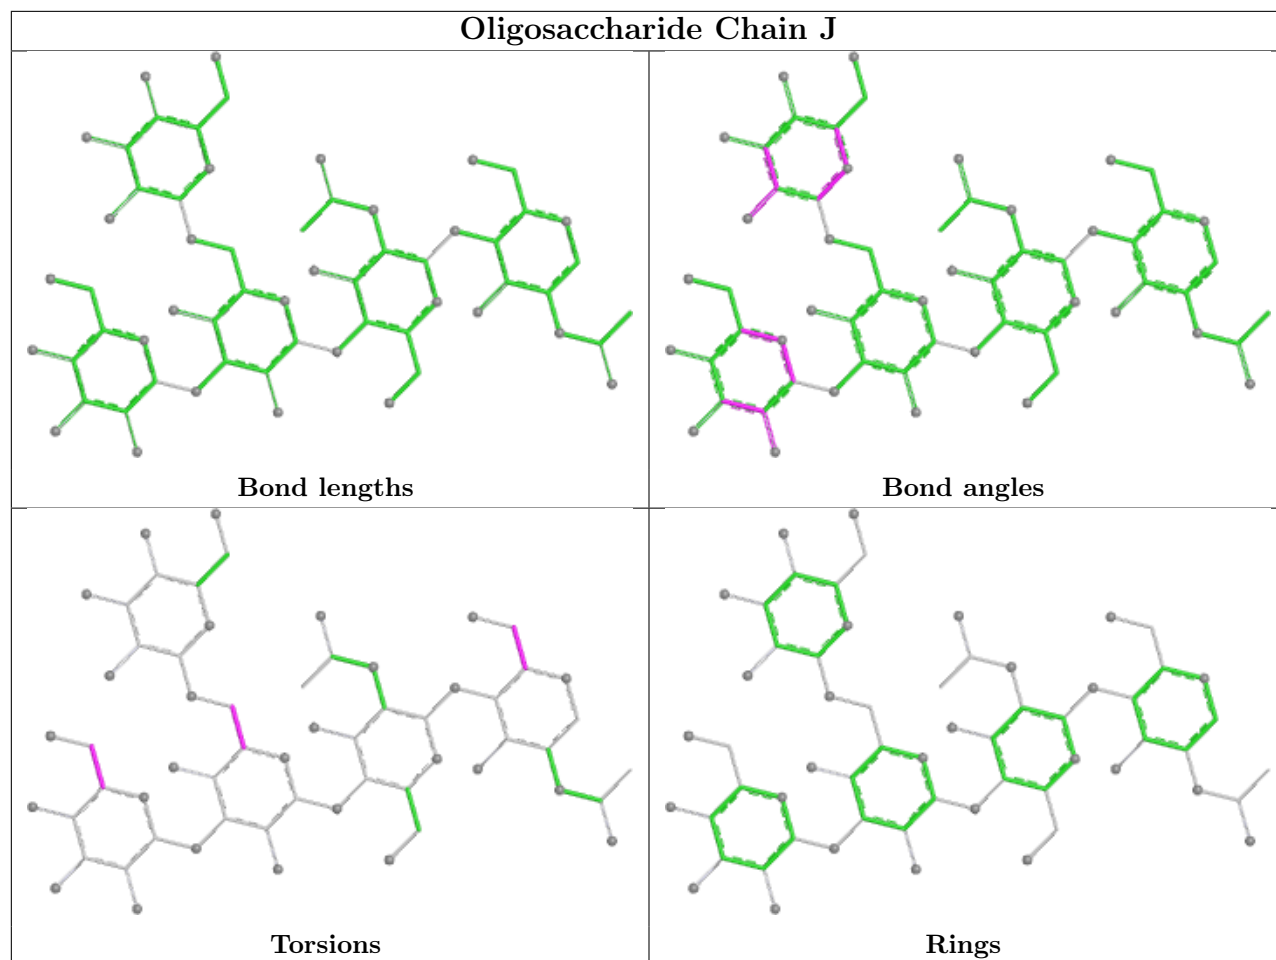 Oligosaccharide Chain J
Bond lengths
Bond angles
Torsions
Rings